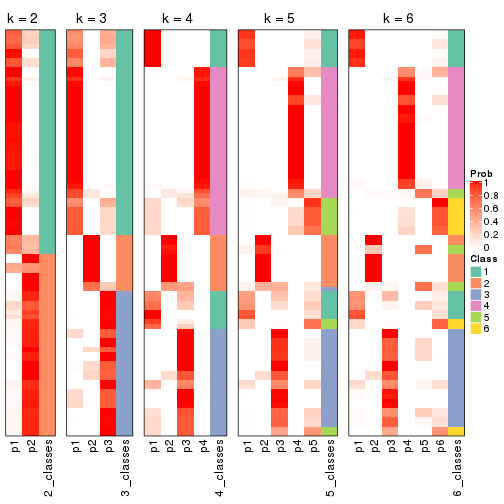 k = 2
k = 3
k = 4
k = 5
k = 6
Prob
1
0.8
0.6
0.4
0.2
0
Class
1
2
3
4
5
6
p1
p2
2_classes
p1
p2
p3
3_classes
p1
p2
p3
p4
4_classes
p1
p2
p3
p4
p5
5_classes
p1
p2
p3
p4
p5
p6
6_classes